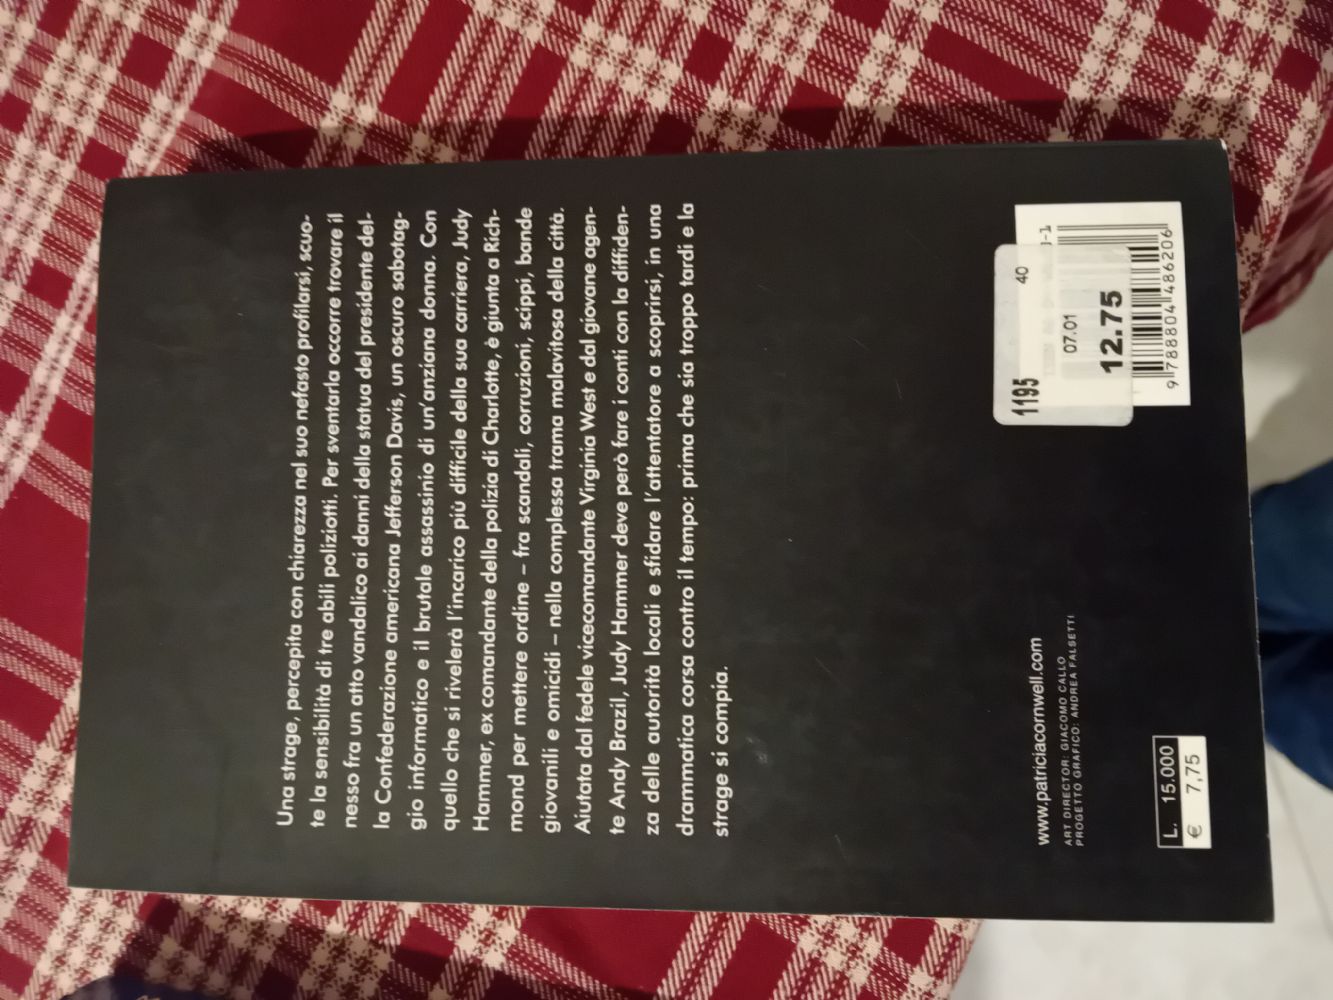 Una strage, percepita con chiarezza nel suo nefasto profilarsi, scuo-
te la sensibilità di tre abili poliziotti. Per sventarla occorre trovare il
nesso fra un atto vandalico ai danni della statua del presidente del-
la Confederazione americana Jefferson Davis, un oscuro sabotag-
gio informatico e il brutale assassinio di un'anziana donna. Con
quello che si rivelerà l'incarico più difficile della sua carriera, Judy
Hammer, ex comandante della polizia di Charlotte, è giunta a Rich-
mond per mettere ordine – fra scandali, corruzioni, scippi, bande
giovanili e omicidi – nella complessa trama malavitosa della città.
Aiutata dal fedele vicecomandante Virginia West e dal giovane agen-
te Andy Brazil, Judy Hammer deve però fare i conti con la diffiden-
za delle autorità locali e sfidare l'attentatore a scoprirsi, in una
drammatica corsa contro il tempo: prima che sia troppo tardi e la
strage si compia.
www.patriciacornwell.com
ART DIRECTOR: GIACOMO CALLO
PROGETTO GRAFICO: ANDREA FALSETTI
L. 15.000
€ 7,75
1195 40
07.01
12.75
9 788804 486206